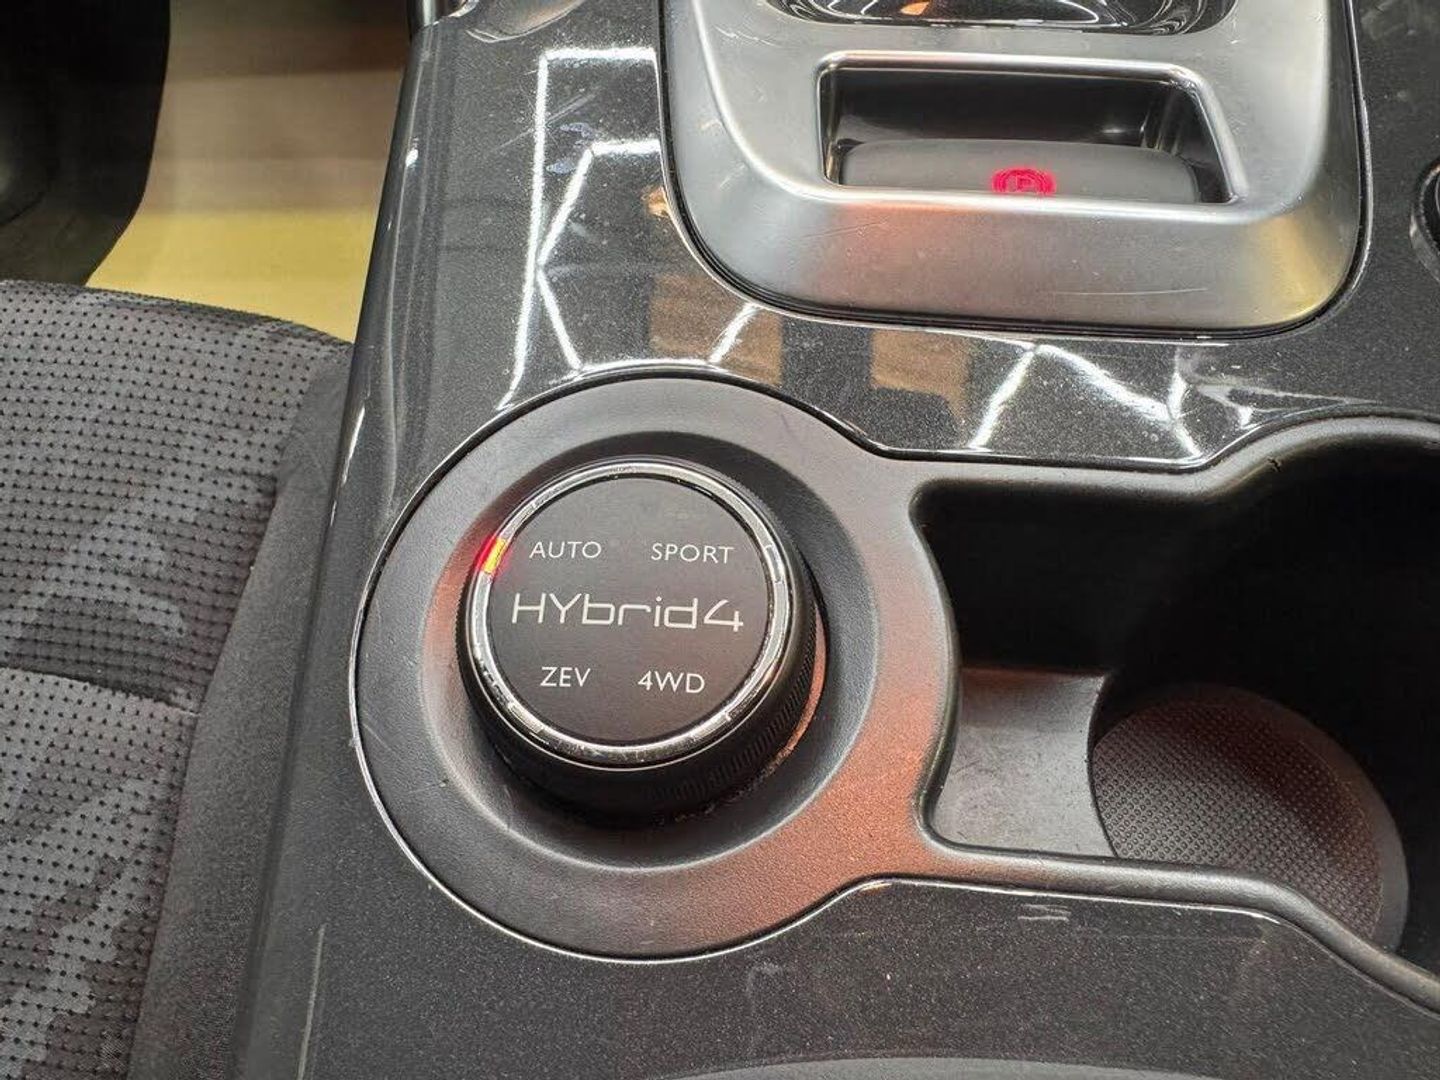 P
AUTO SPORT
HYbrid4
ZEV 4WD